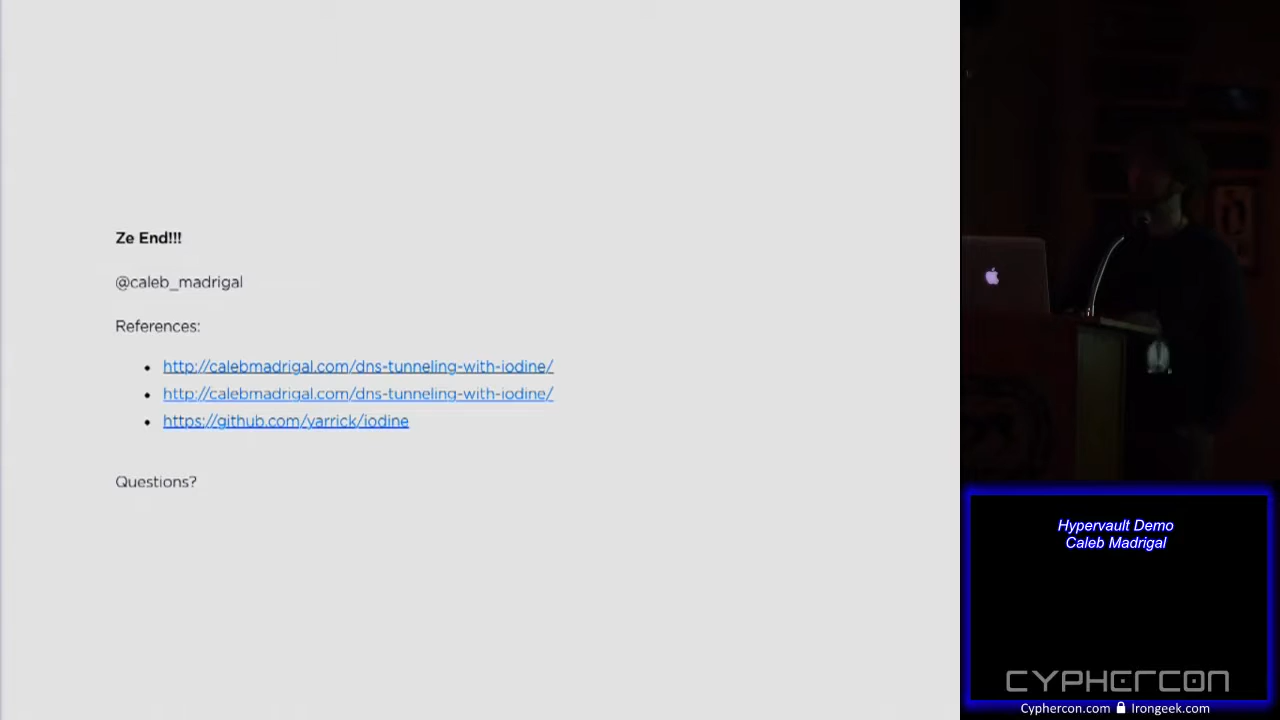 Ze End!!!
@caleb_madrigal
References:
• http://calebmadrigal.com/dns-tunneling-with-iodine/
• http://calebmadrigal.com/dns-tunneling-with-iodine/
• https://github.com/yarrick/iodine
Questions?
Hypervault Demo
Caleb Madrigal
CYPHERCON
Cyphercon.com Irongeek.com